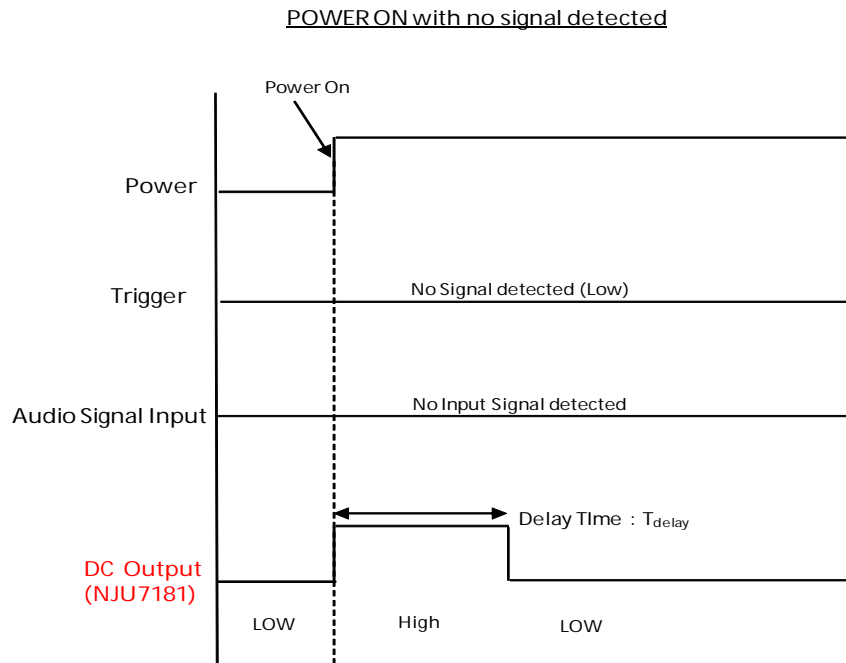 POWER ON with no signal detected
Power On
Power
Trigger
No Signal detected (Low)
Audio Signal Input
No Input Signal detected
Delay TIme : Tdelay
DC Output
(NJU7181)
LOW
High
LOW